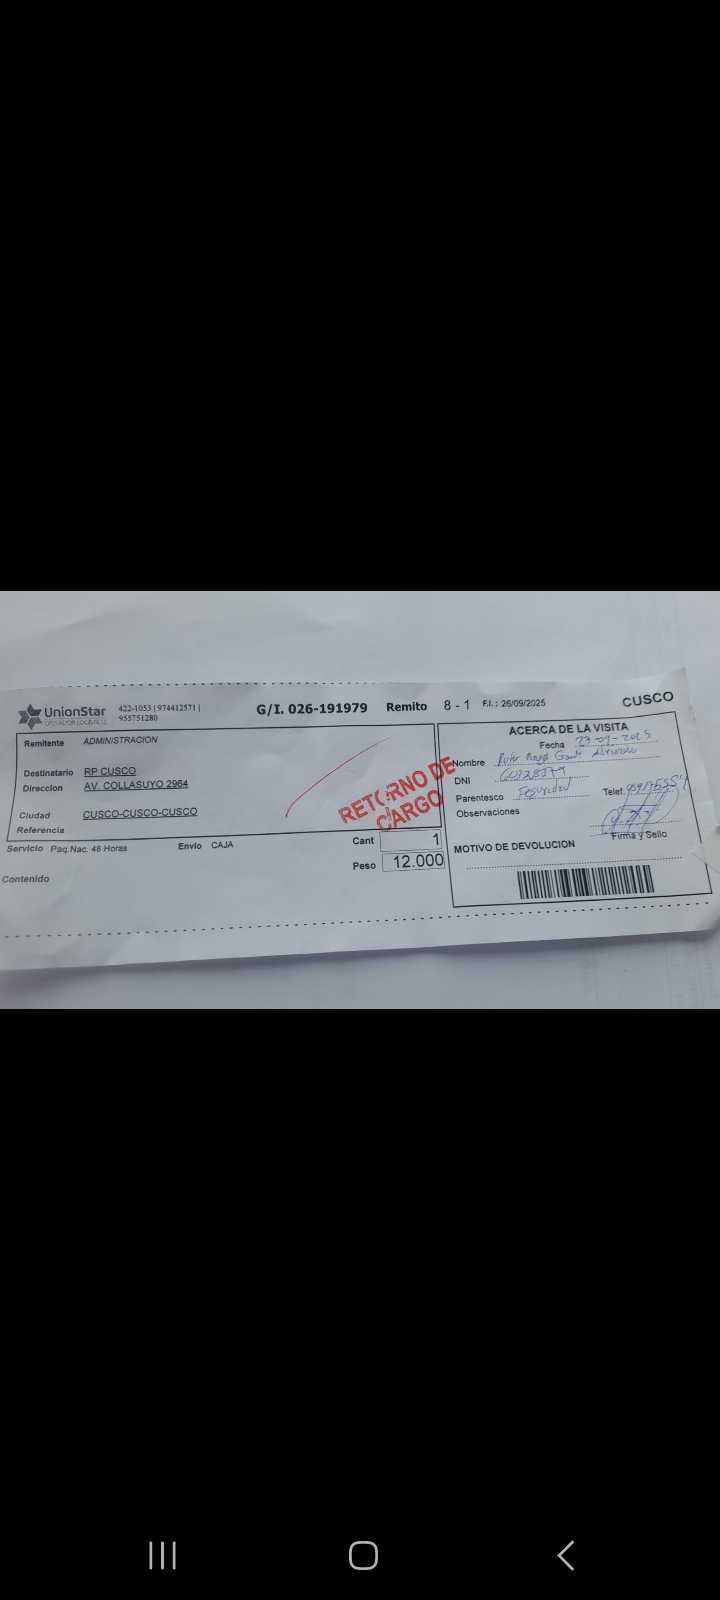 UnionStar
OPERADOR LOGISTICO
422-1053 | 974412571 |
955751280
G/I. 026-191979
Remito 8 - 1
F.I. : 26/09/2025
CUSCO
Remitente ADMINISTRACION
Destinatario RP CUSCO
Direccion AV. COLLASUYO 2964
Ciudad CUSCO-CUSCO-CUSCO
Referencia
RETORNO DE
CARGO
Servicio Paq.Nac. 48 Horas
Envio CAJA
Cant 1
Peso 12.000
Contenido
ACERCA DE LA VISITA
Fecha
Nombre
DNI
Parentesco Seguridad
Telef.
Observaciones
Firma y Sello
MOTIVO DE DEVOLUCION